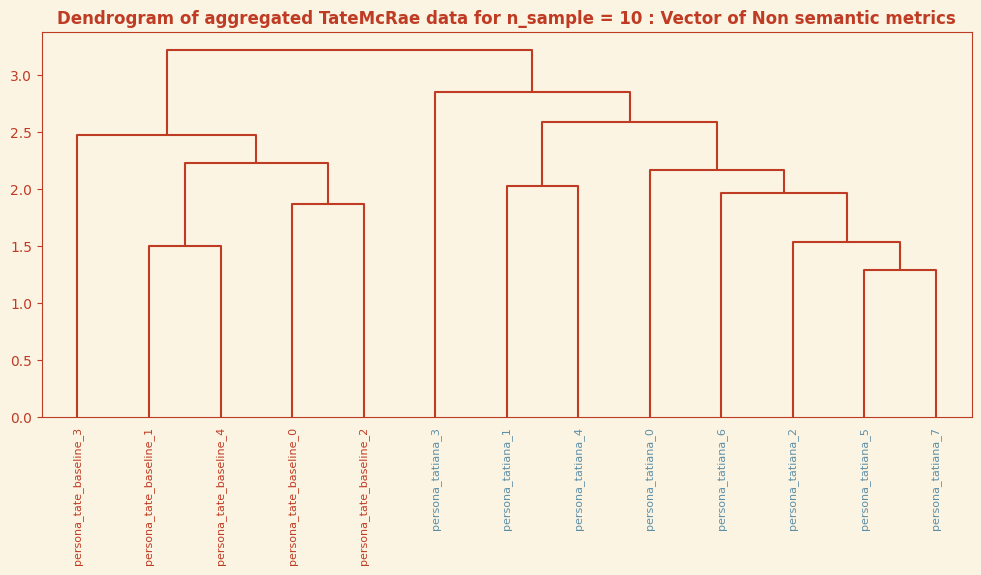 Dendrogram of aggregated TateMcRae data for n_sample = 10 : Vector of Non semantic metrics
3.0
2.5
2.0
1.5
1.0
0.5
0.0
persona_tate_baseline_3
persona_tate_baseline_1
persona_tate_baseline_4
persona_tate_baseline_0
persona_tate_baseline_2
persona_tatiana_3
persona_tatiana_1
persona_tatiana_4
persona_tatiana_0
persona_tatiana_6
persona_tatiana_2
persona_tatiana_5
persona_tatiana_7